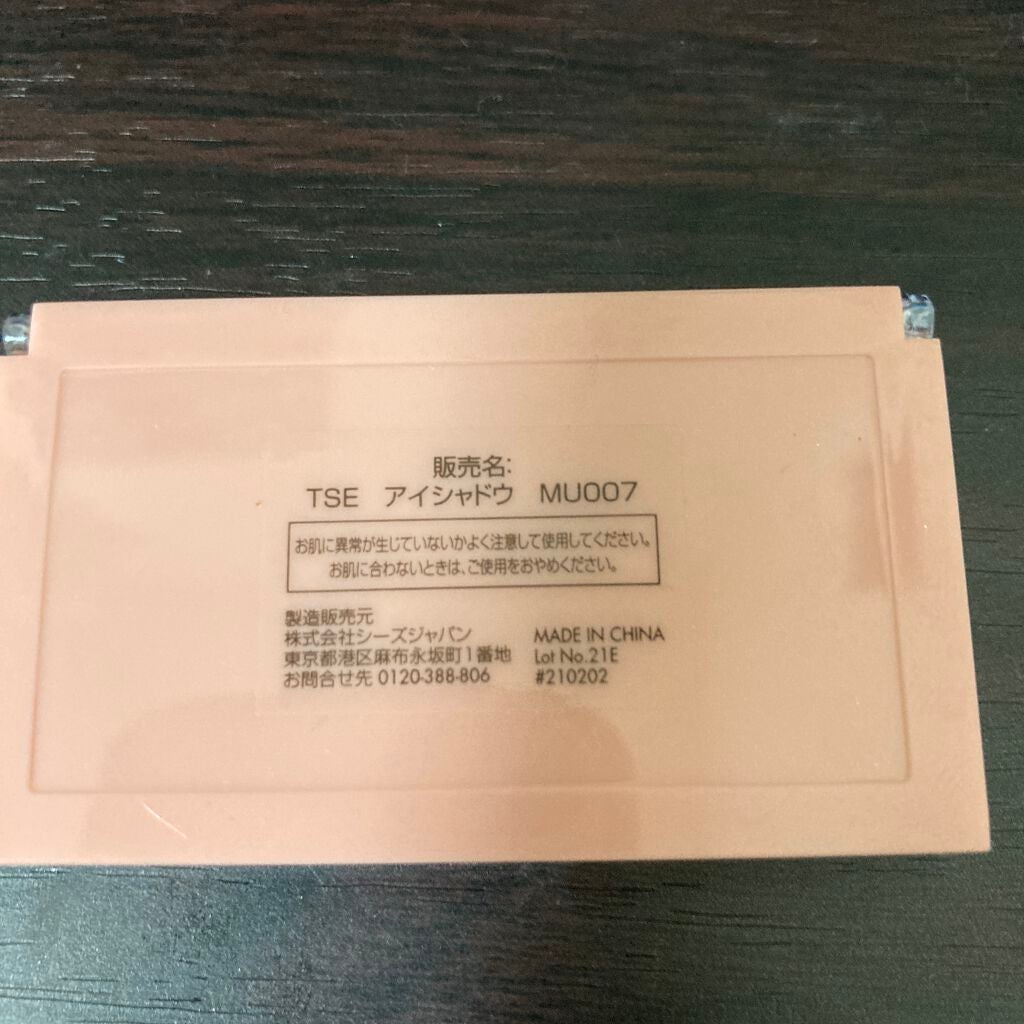 販売名:
TSE アイシャドウ MU007
お肌に異常が生じていないかよく注意して使用してください。
お肌に合わないときは、ご使用をおやめください。
製造販売元
株式会社シーズジャパン
東京都港区麻布永坂町1番地
お問合せ先 0120-388-806
MADE IN CHINA
Lot No.21E
#210202